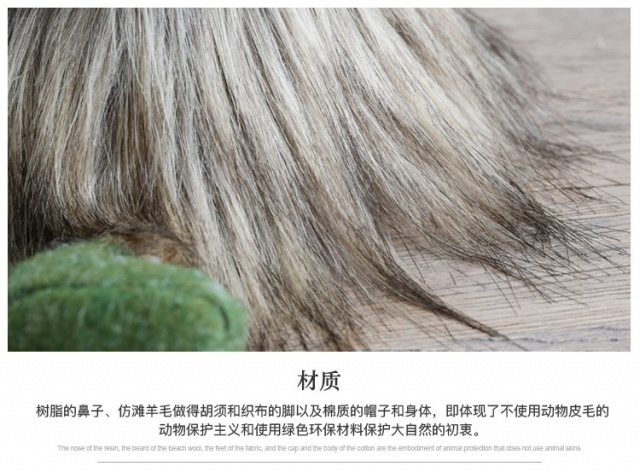 材质
树脂的鼻子、仿滩羊毛做得胡须和织布的脚以及棉质的帽子和身体，即体现了不使用动物皮毛的
动物保护主义和使用绿色环保材料保护大自然的初衷。
The nose of the resin, the beard of the beach wool, the feet of the fabric, and the cap and the body of the cotton are the embodiment of animal protection that does not use animal skins